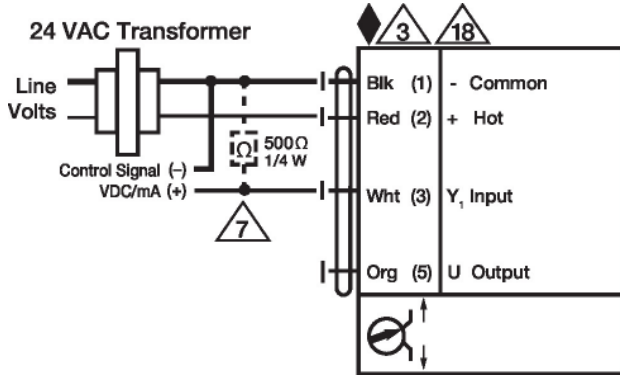 3 18
24 VAC Transformer
Line
Volts
Blk (1) - Common
Red (2) + Hot
Ω 500Ω
1/4 W
Control Signal (–)
VDC/mA (+)
Wht (3) Y₁ Input
7
Org (5) U Output